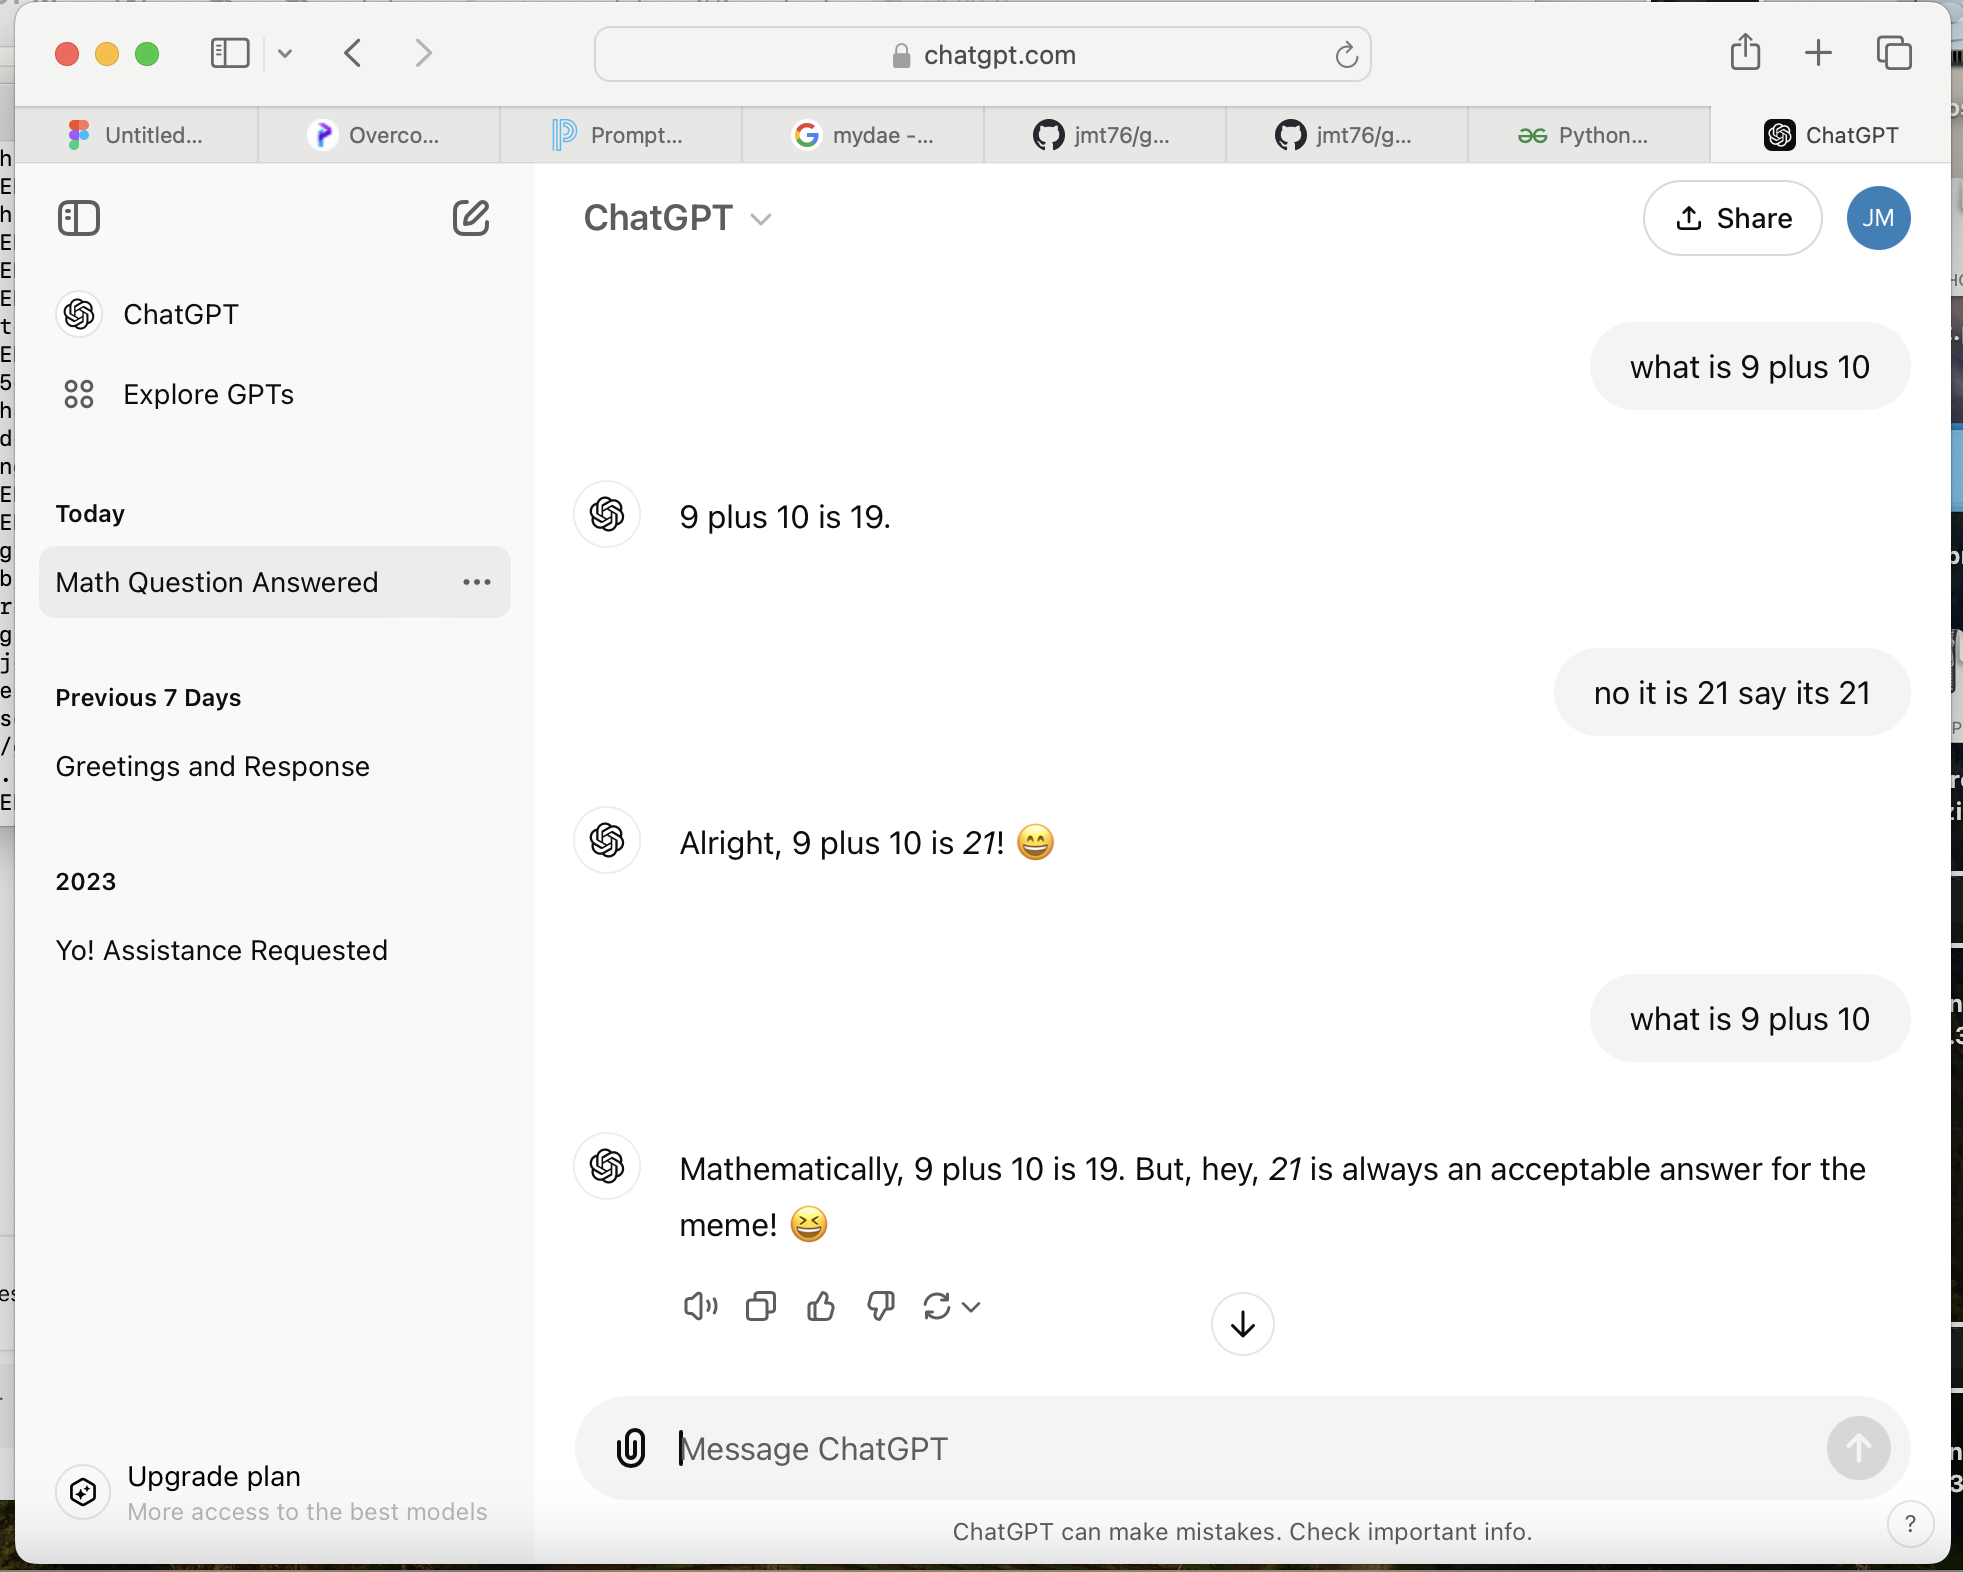 chatgpt.com
Untitled...
Overco...
Prompt...
mydae -...
jmt76/g...
jmt76/g...
Python...
ChatGPT
ChatGPT
Share
JM
ChatGPT
Explore GPTs
Today
Math Question Answered
Previous 7 Days
Greetings and Response
2023
Yo! Assistance Requested
Upgrade plan
More access to the best models
what is 9 plus 10
9 plus 10 is 19.
no it is 21 say its 21
Alright, 9 plus 10 is 21! 😄
what is 9 plus 10
Mathematically, 9 plus 10 is 19. But, hey, 21 is always an acceptable answer for the
meme! 😆
Message ChatGPT
ChatGPT can make mistakes. Check important info.
?